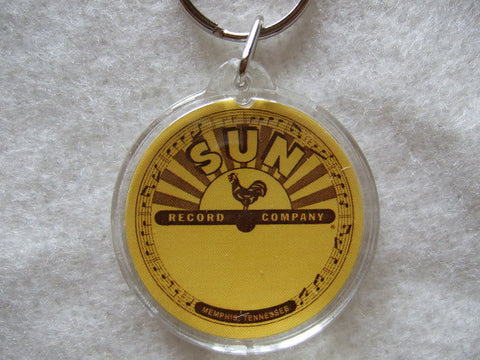 SUN
RECORD COMPANY
®
MEMPHIS, TENNESSEE